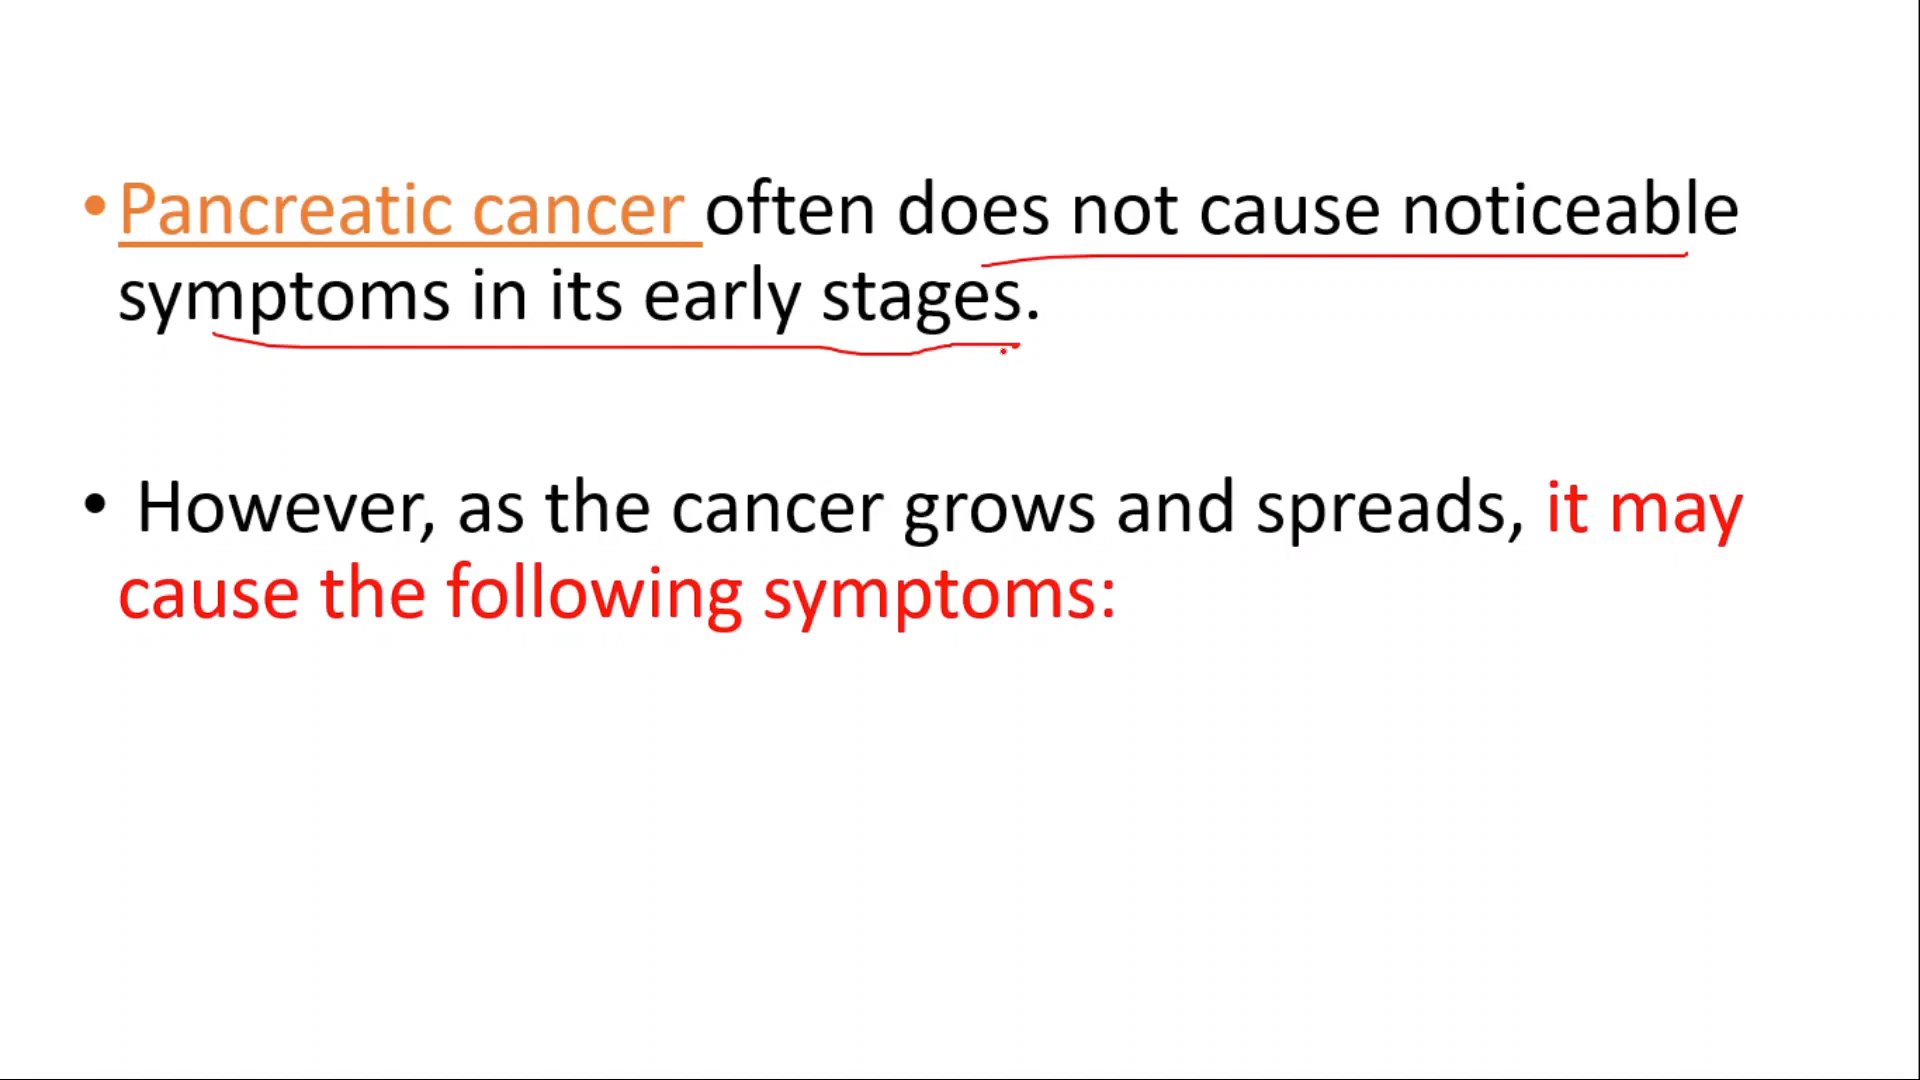 • Pancreatic cancer often does not cause noticeable
symptoms in its early stages.
• However, as the cancer grows and spreads, it may
cause the following symptoms: